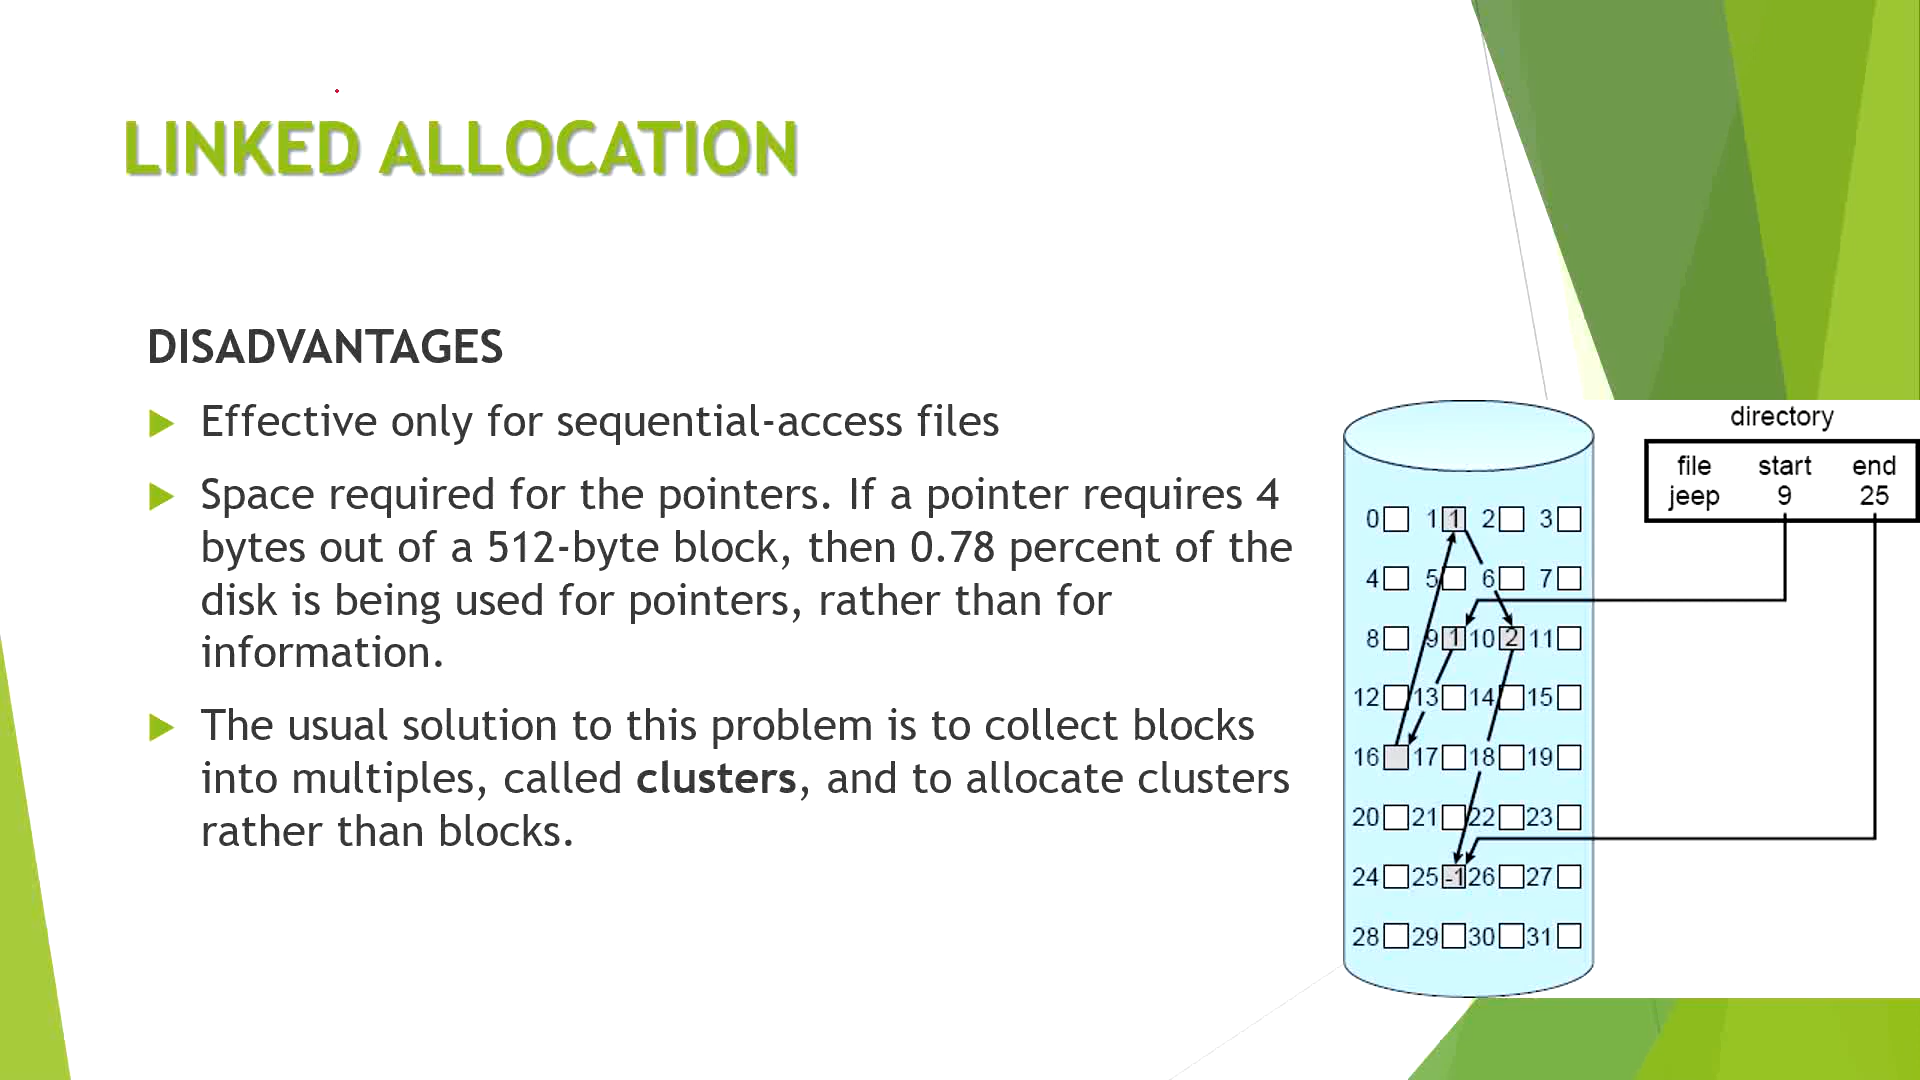 LINKED ALLOCATION
DISADVANTAGES
Effective only for sequential-access files
Space required for the pointers. If a pointer requires 4
bytes out of a 512-byte block, then 0.78 percent of the
disk is being used for pointers, rather than for
information.
The usual solution to this problem is to collect blocks
into multiples, called clusters, and to allocate clusters
rather than blocks.
directory
file start end
jeep 9 25
0 1 1 2 3
4 5 6 7
8 9 1 10 2 11
12 13 14 15
16 17 18 19
20 21 22 23
24 25 -1 26 27
28 29 30 31